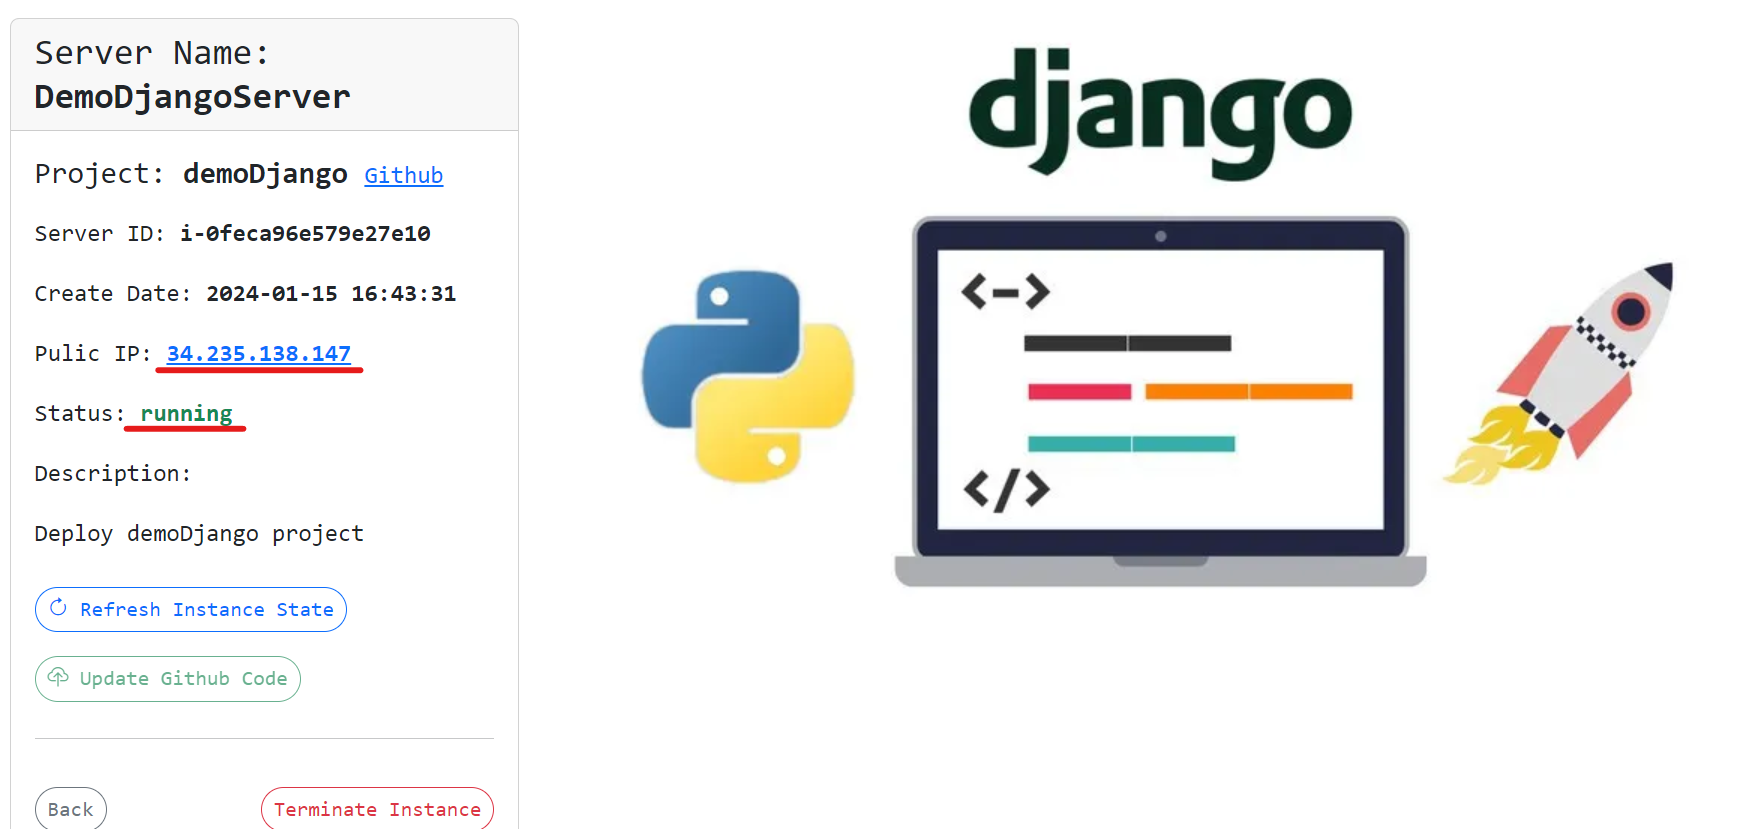 Server Name:
DemoDjangoServer
Project: demoDjango Github
Server ID: i-0feca96e579e27e10
Create Date: 2024-01-15 16:43:31
Pulic IP: 34.235.138.147
Status: running
Description:
Deploy demoDjango project
Refresh Instance State
Update Github Code
Back Terminate Instance
django
<->
</>